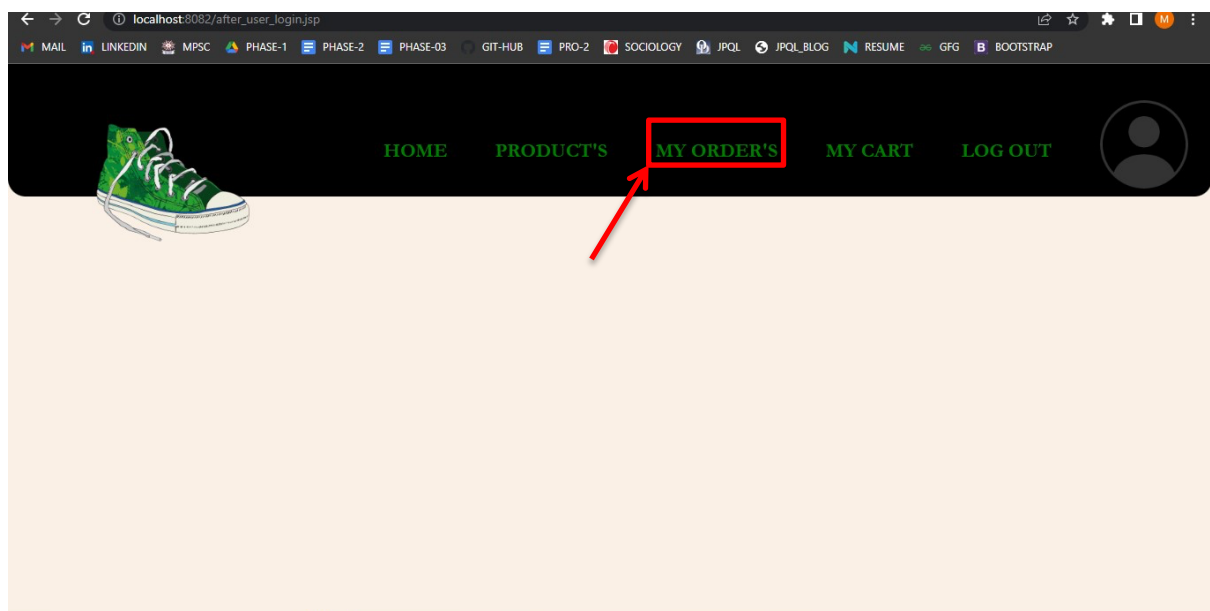 localhost:8082/after_user_login.jsp
M
MAIL LINKEDIN MPSC PHASE-1 PHASE-2 PHASE-03 GIT-HUB PRO-2 SOCIOLOGY JPQL JPQL_BLOG RESUME GFG BOOTSTRAP
HOME PRODUCT'S MY ORDER'S MY CART LOG OUT